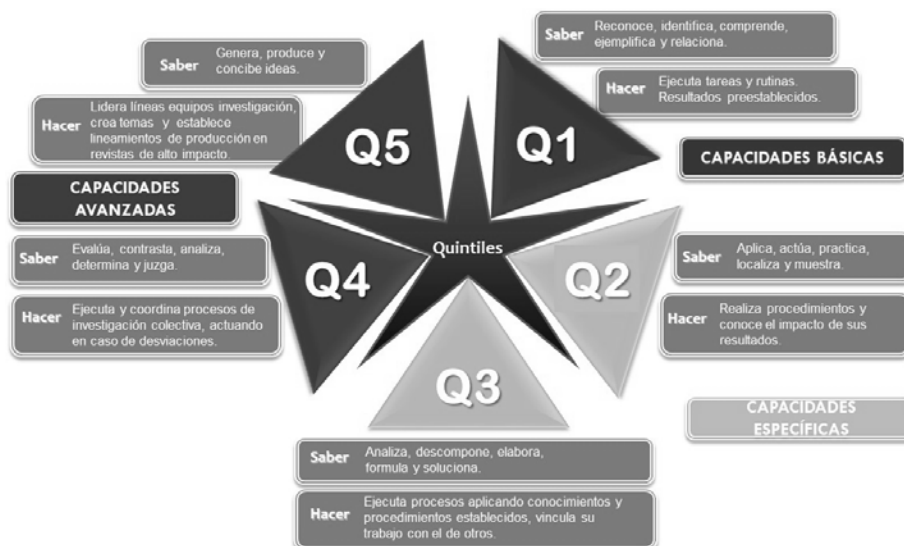 Saber
Reconoce, identifica, comprende,
ejemplifica y relaciona.
Hacer
Ejecuta tareas y rutinas.
Resultados preestablecidos.
Q1
CAPACIDADES BÁSICAS
Saber
Aplica, actúa, practica,
localiza y muestra.
Hacer
Realiza procedimientos y
conoce el impacto de sus
resultados.
Q2
CAPACIDADES
ESPECÍFICAS
Q3
Saber
Analiza, descompone, elabora,
formula y soluciona.
Hacer
Ejecuta procesos aplicando conocimientos y
procedimientos establecidos, vincula su
trabajo con el de otros.
Q4
Saber
Evalúa, contrasta, analiza,
determina y juzga.
Hacer
Ejecuta y coordina procesos de
investigación colectiva, actuando
en caso de desviaciones.
CAPACIDADES
AVANZADAS
Q5
Saber
Genera, produce y
concibe ideas.
Hacer
Lidera líneas equipos investigación,
crea temas y establece
lineamientos de producción en
revistas de alto impacto.
Quintiles